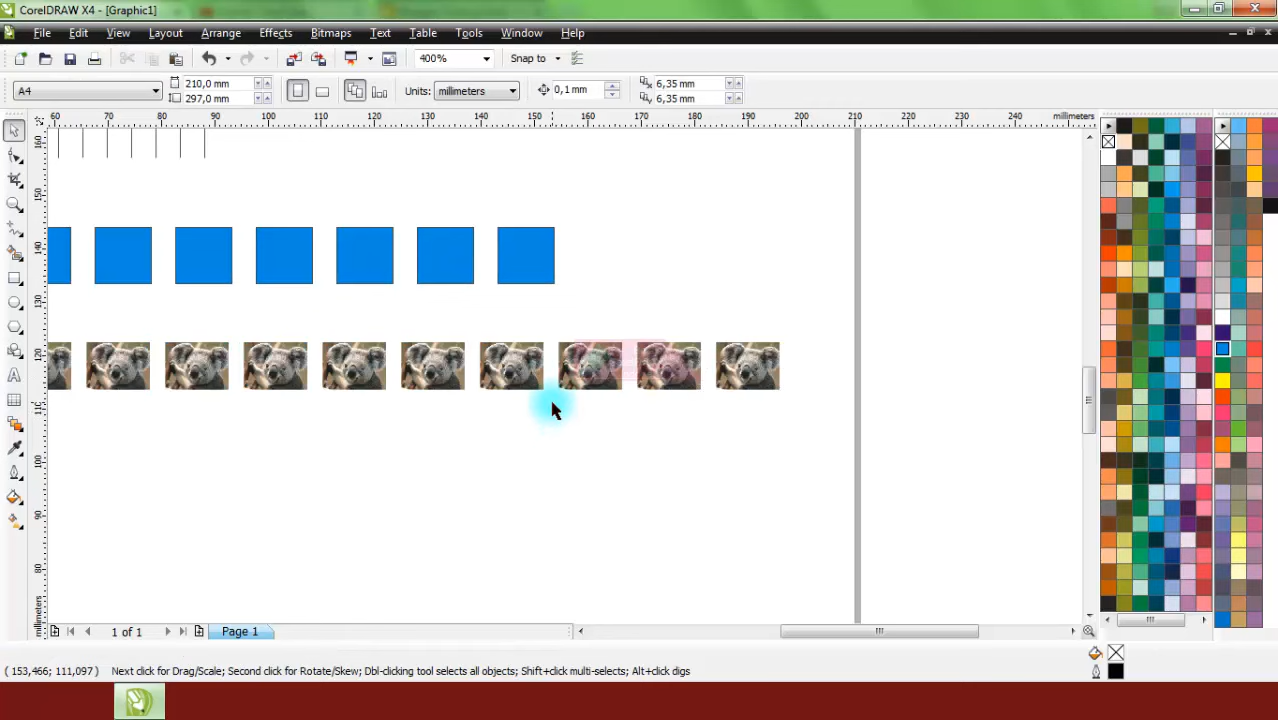 CorelDRAW X4 - [Graphic1]
File Edit View Layout Arrange Effects Bitmaps Text Table Tools Window Help
400% Snap to
A4 210,0 mm 297,0 mm Units: millimeters 0,1 mm 6,35 mm 6,35 mm
60 70 80 90 100 110 120 130 140 150 160 170 180 190 200 210 220 230 240 millimeters
160
150
140
130
120
110
100
90
80
millimeters
1 of 1 Page 1
(153,466; 111,097) Next click for Drag/Scale; Second click for Rotate/Skew; Dbl-clicking tool selects all objects; Shift+click multi-selects; Alt+click digs